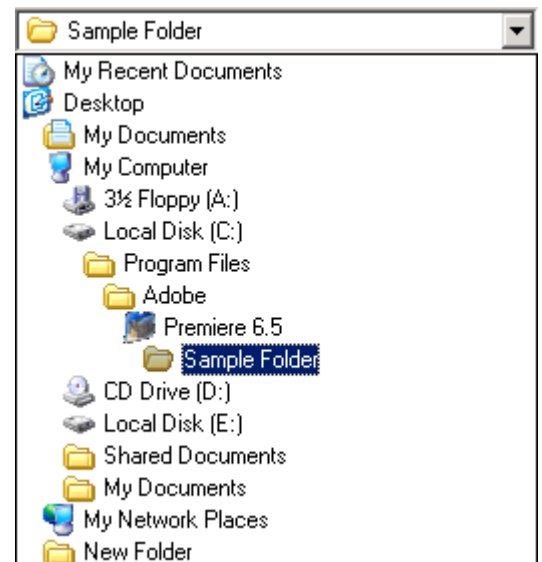 Sample Folder
My Recent Documents
Desktop
My Documents
My Computer
3½ Floppy (A:)
Local Disk (C:)
Program Files
Adobe
Premiere 6.5
Sample Folder
CD Drive (D:)
Local Disk (E:)
Shared Documents
My Documents
My Network Places
New Folder